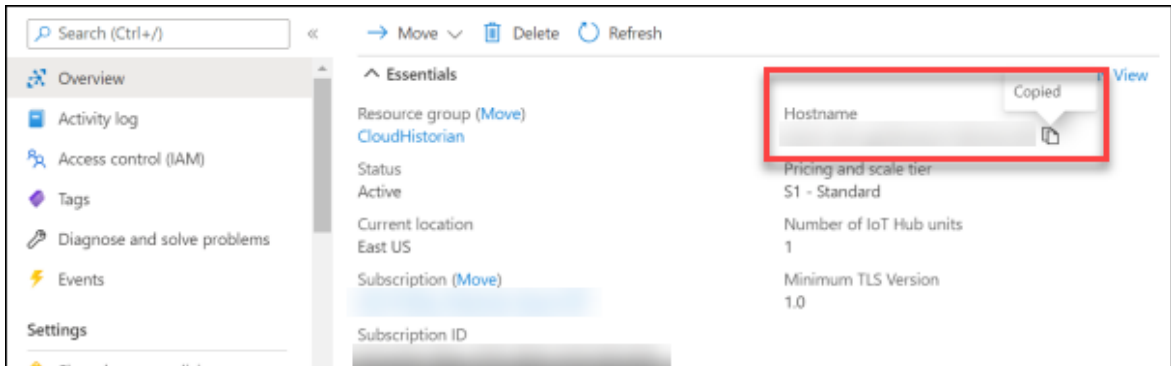 Search (Ctrl+/)
«
Move
Delete
Refresh
Overview
Activity log
Access control (IAM)
Tags
Diagnose and solve problems
Events
Settings
Essentials
View
Resource group (Move)
CloudHistorian
Status
Active
Current location
East US
Subscription (Move)
Subscription ID
Copied
Hostname
Pricing and scale tier
S1 - Standard
Number of IoT Hub units
1
Minimum TLS Version
1.0